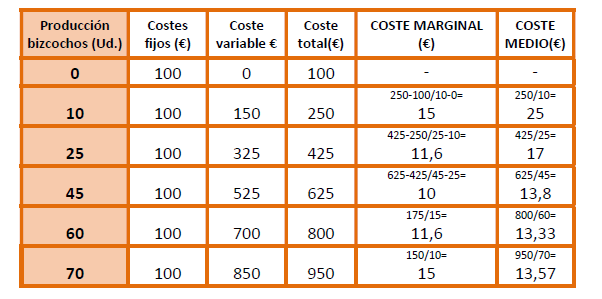 Producción bizcochos (Ud.) Costes fijos (€) Coste variable € Coste total(€) COSTE MARGINAL (€) COSTE MEDIO(€)
0 100 0 100 - -
250-100/10-0= 250/10=
10 100 150 250 15 25
425-250/25-10= 425/25=
25 100 325 425 11,6 17
625-425/45-25= 625/45=
45 100 525 625 10 13,8
175/15= 800/60=
60 100 700 800 11,6 13,33
150/10= 950/70=
70 100 850 950 15 13,57